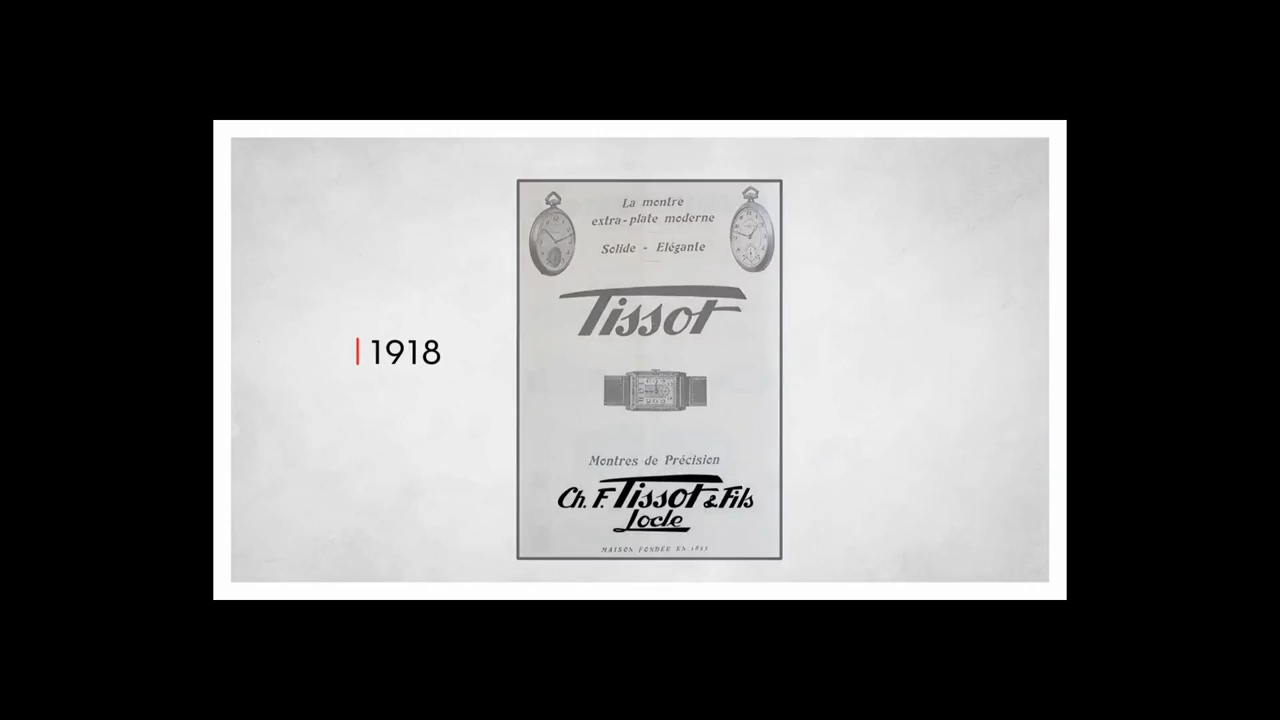 1918
La montre
extra-plate moderne
Solide - Elégante
Tissot
Montres de Précision
Ch. F. Tissot & Fils
Locle
MAISON FONDÉE EN 1853